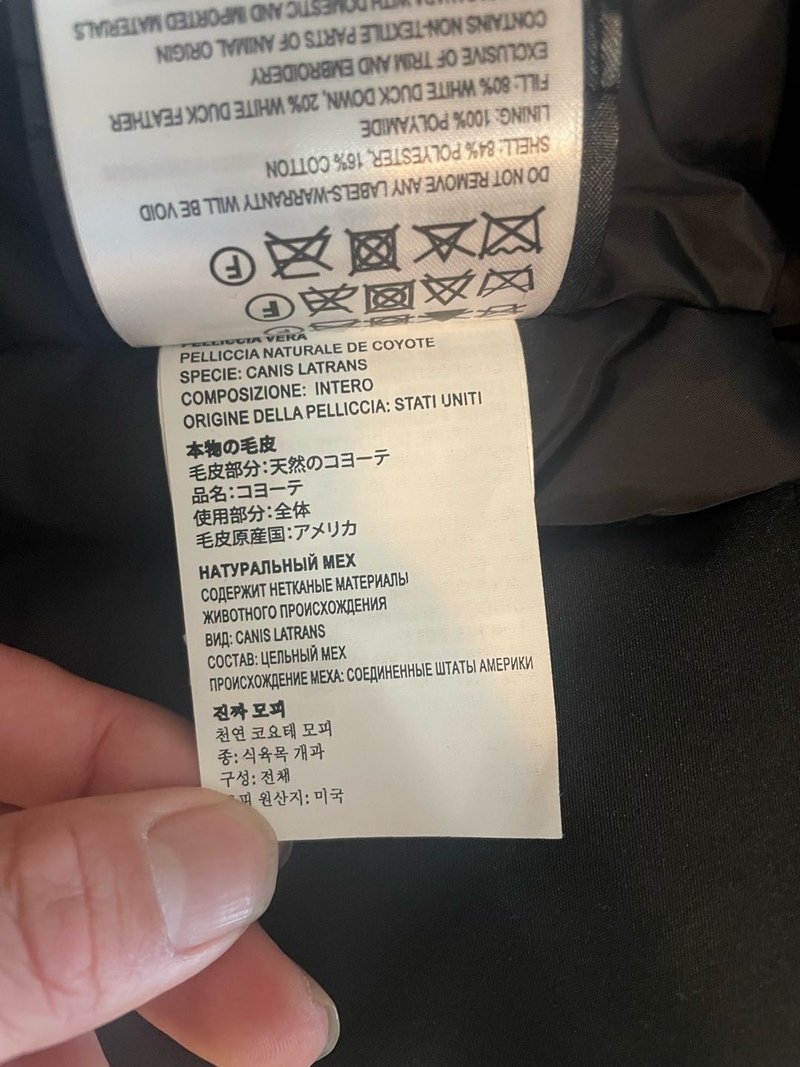 DO NOT REMOVE ANY LABELS-WARRANTY WILL BE VOID
SHELL: 84% POLYESTER, 16% COTTON
LINING: 100% POLYAMIDE
FILL: 80% WHITE DUCK DOWN, 20% WHITE DUCK FEATHER
EXCLUSIVE OF TRIM AND EMBROIDERY
CONTAINS NON-TEXTILE PARTS OF ANIMAL ORIGIN
WITH DOMESTIC AND IMPORTED MATERIALS
F
F
PELLICCIA VERA
PELLICCIA NATURALE DE COYOTE
SPECIE: CANIS LATRANS
COMPOSIZIONE: INTERO
ORIGINE DELLA PELLICCIA: STATI UNITI
本物の毛皮
毛皮部分:天然のコヨーテ
品名:コヨーテ
使用部分:全体
毛皮原産国:アメリカ
НАТУРАЛЬНЫЙ МЕХ
СОДЕРЖИТ НЕТКАНЫЕ МАТЕРИАЛЫ
ЖИВОТНОГО ПРОИСХОЖДЕНИЯ
ВИД: CANIS LATRANS
СОСТАВ: ЦЕЛЬНЫЙ МЕХ
ПРОИСХОЖДЕНИЕ МЕХА: СОЕДИНЕННЫЕ ШТАТЫ АМЕРИКИ
진짜 모피
천연 코요테 모피
종: 식육목 개과
구성: 전체
원산지: 미국